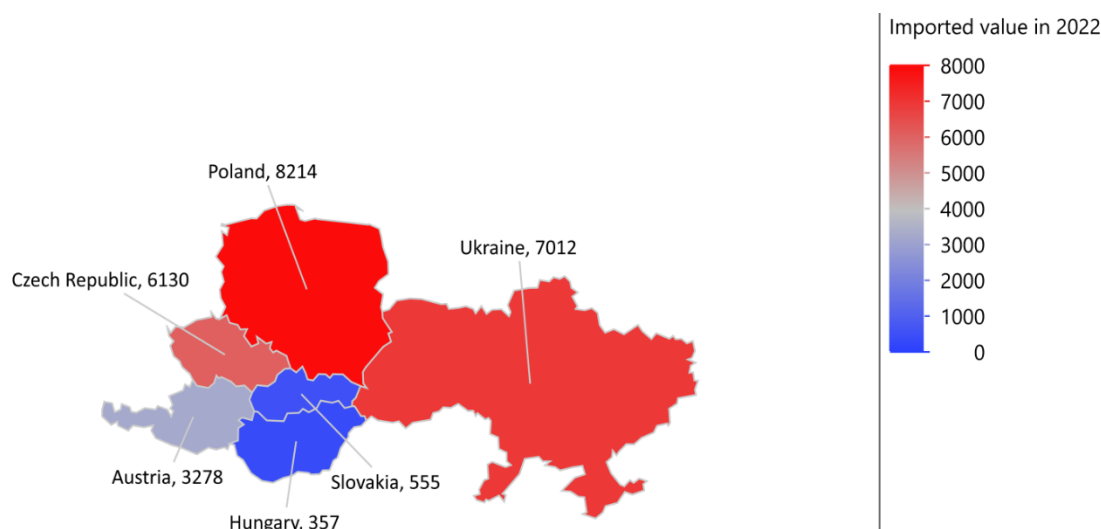 Imported value in 2022
8000
7000
6000
5000
4000
3000
2000
1000
0
Poland, 8214
Ukraine, 7012
Czech Republic, 6130
Austria, 3278
Slovakia, 555
Hungary, 357